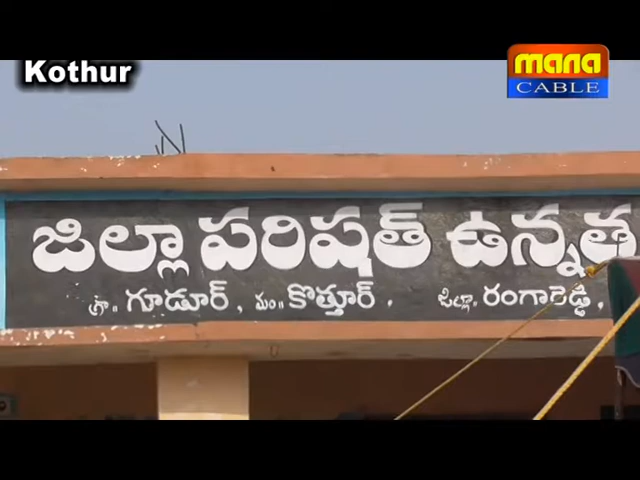 Kothur
mana
CABLE
జిల్లా పరిషత్ ఉన్నత
గ్రా॥ గూడూర్, మం॥ కొత్తూర్, జిల్లా॥ రంగారెడ్డి,